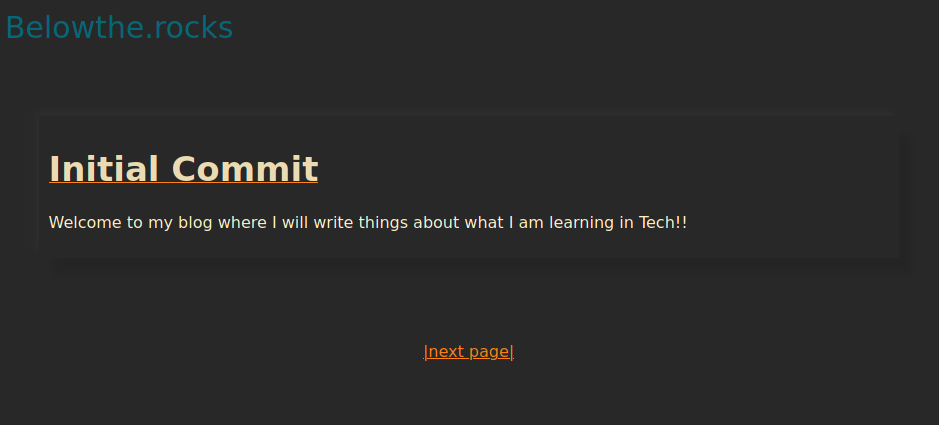 Belowthe.rocks
Initial Commit
Welcome to my blog where I will write things about what I am learning in Tech!!
|next page|